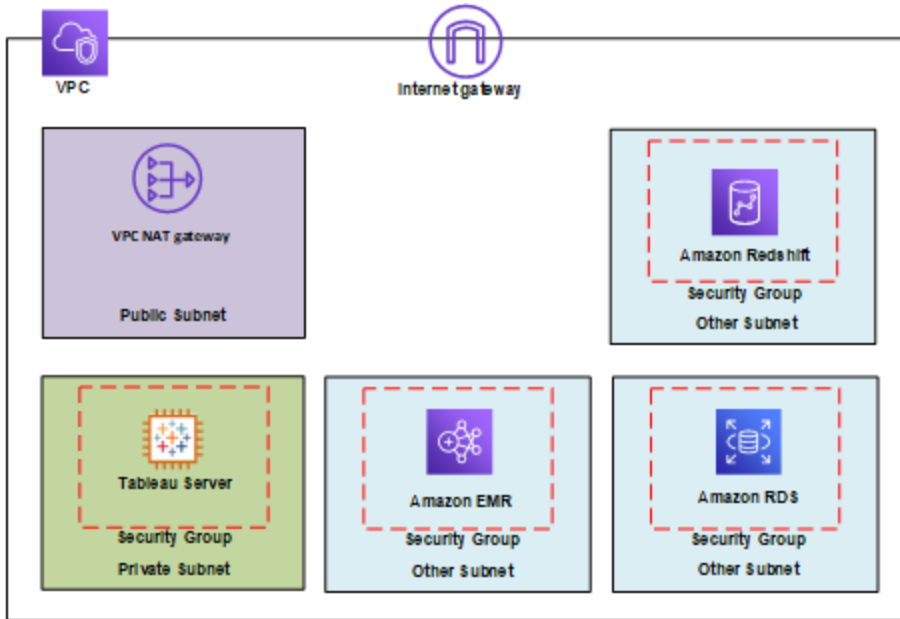 VPC
Internet gateway
VPC NAT gateway
Public Subnet
Amazon Redshift
Security Group
Other Subnet
Tableau Server
Security Group
Private Subnet
Amazon EMR
Security Group
Other Subnet
Amazon RDS
Security Group
Other Subnet